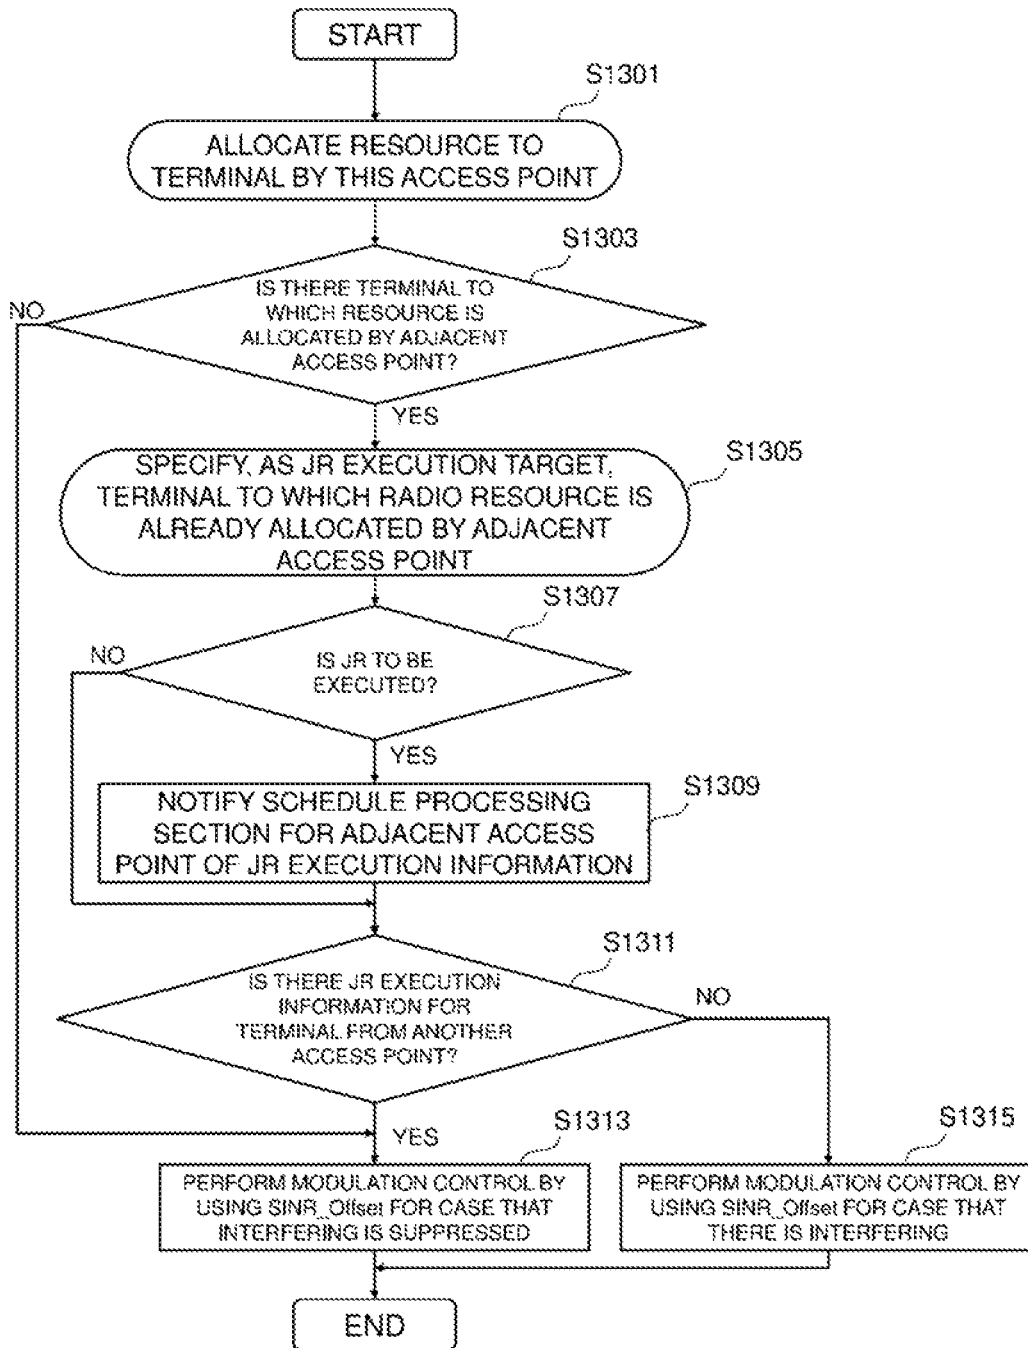 START
S1301
ALLOCATE RESOURCE TO
TERMINAL BY THIS ACCESS POINT
S1303
IS THERE TERMINAL TO
WHICH RESOURCE IS
ALLOCATED BY ADJACENT
ACCESS POINT?
NO
YES
S1305
SPECIFY, AS JR EXECUTION TARGET,
TERMINAL TO WHICH RADIO RESOURCE IS
ALREADY ALLOCATED BY ADJACENT
ACCESS POINT
S1307
NO
IS JR TO BE
EXECUTED?
YES
S1309
NOTIFY SCHEDULE PROCESSING
SECTION FOR ADJACENT ACCESS
POINT OF JR EXECUTION INFORMATION
S1311
IS THERE JR EXECUTION
INFORMATION FOR
TERMINAL FROM ANOTHER
ACCESS POINT?
NO
YES
S1313
PERFORM MODULATION CONTROL BY
USING SINR_Offset FOR CASE THAT
INTERFERING IS SUPPRESSED
S1315
PERFORM MODULATION CONTROL BY
USING SINR_Offset FOR CASE THAT
THERE IS INTERFERING
END